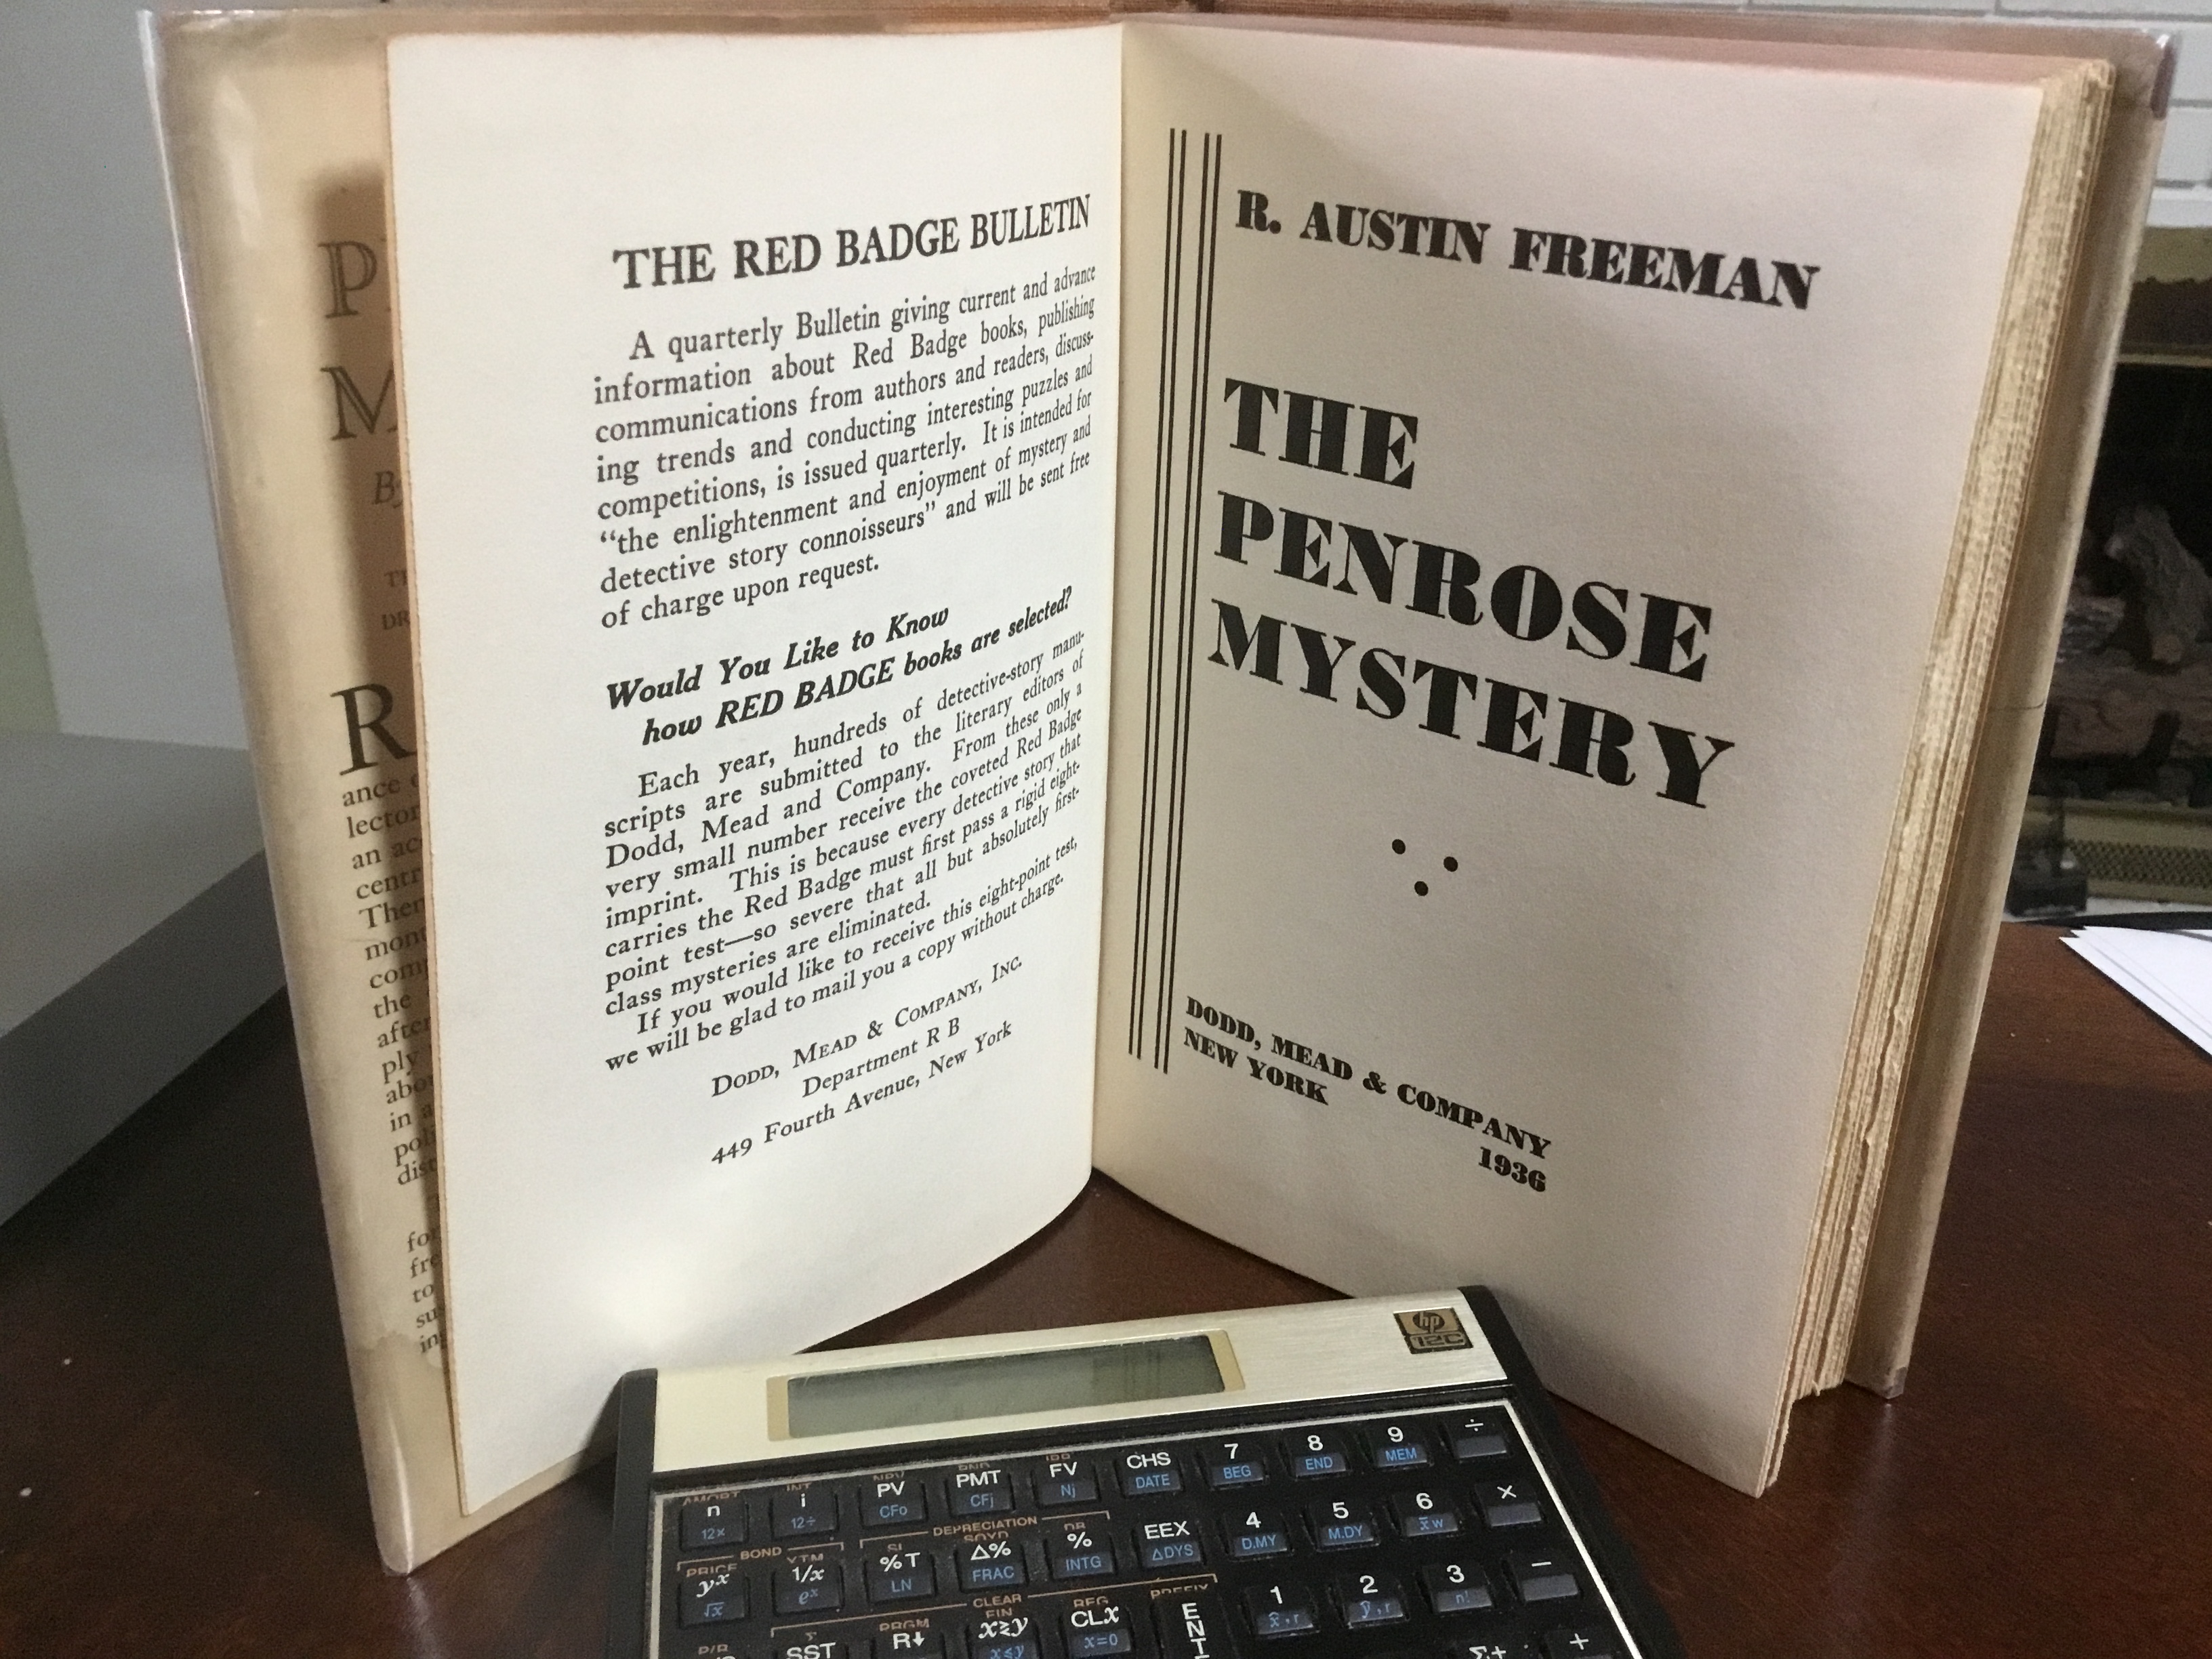 THE RED BADGE BULLETIN
A quarterly Bulletin giving current and advance
information about Red Badge books, publishing
communications from authors and readers, discuss-
ing trends and conducting interesting puzzles and
competitions, is issued quarterly. It is intended for
“the enlightenment and enjoyment of mystery and
detective story connoisseurs” and will be sent free
of charge upon request.
Would You Like to Know
how RED BADGE books are selected?
Each year, hundreds of detective-story manu-
scripts are submitted to the literary editors of
Dodd, Mead and Company. From these only a
very small number receive the coveted Red Badge
imprint. This is because every detective story that
carries the Red Badge must first pass a rigid eight-
point test—so severe that all but absolutely first-
class mysteries are eliminated.
If you would like to receive this eight-point test,
we will be glad to mail you a copy without charge.
DODD, MEAD & COMPANY, INC.
Department R B
449 Fourth Avenue, New York
R. AUSTIN FREEMAN
THE
PENROSE
MYSTERY
DODD, MEAD & COMPANY
NEW YORK
1936
hp
12C
n i PV PMT FV CHS 7 8 9 ÷
12× 12÷ CFo CFj Nj DATE BEG END MEM
DEPRECIATION
BOND
PRICE YTM SL SOYD DB
yx 1/x %T Δ% % EEX 4 5 6 ×
√x ex LN FRAC INTG ΔDYS D.MY M.DY x̄w
CLEAR
Σ PRGM FIN REG PREFIX
SST R↓ x≷y CLx ENT 1 2 3 −
x≤y x=0 x̂,r ŷ,r n!
Σ+ +